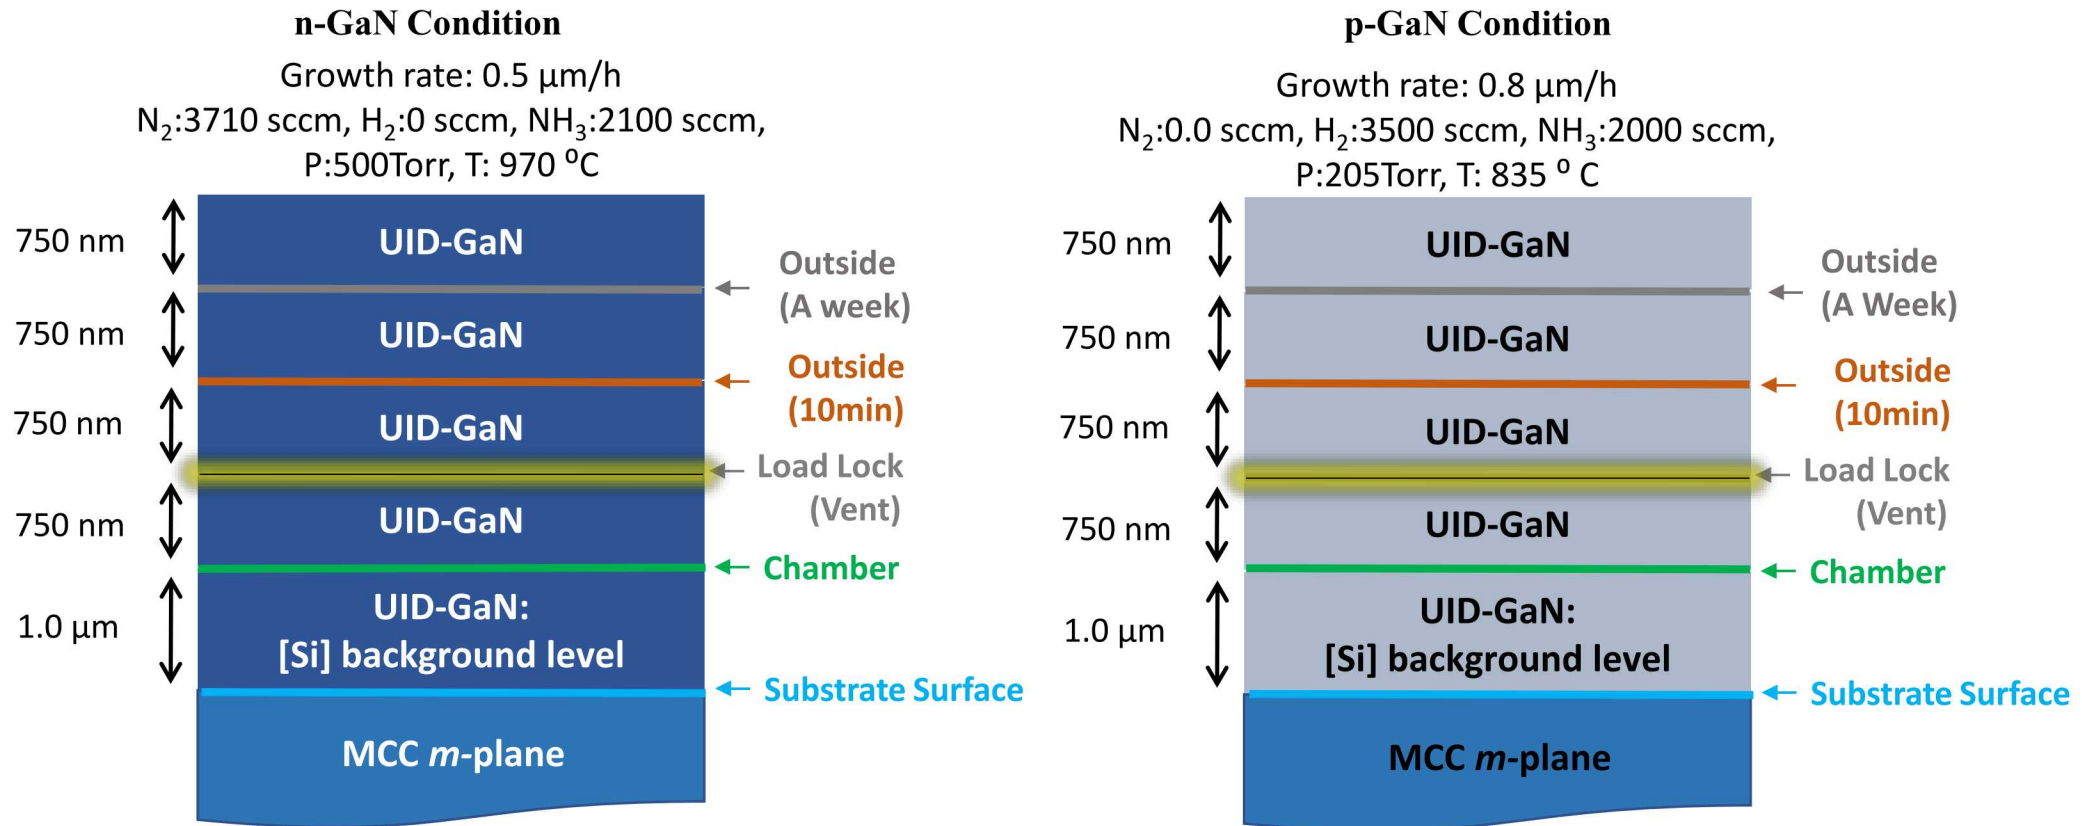 n-GaN Condition
Growth rate: 0.5 µm/h
N₂:3710 sccm, H₂:0 sccm, NH₃:2100 sccm,
P:500Torr, T: 970 ⁰C
750 nm
UID-GaN
Outside
(A week)
750 nm
UID-GaN
Outside
(10min)
750 nm
UID-GaN
Load Lock
(Vent)
750 nm
UID-GaN
Chamber
1.0 µm
UID-GaN:
[Si] background level
Substrate Surface
MCC m-plane
p-GaN Condition
Growth rate: 0.8 µm/h
N₂:0.0 sccm, H₂:3500 sccm, NH₃:2000 sccm,
P:205Torr, T: 835 ⁰ C
750 nm
UID-GaN
Outside
(A Week)
750 nm
UID-GaN
Outside
(10min)
750 nm
UID-GaN
Load Lock
(Vent)
750 nm
UID-GaN
Chamber
1.0 µm
UID-GaN:
[Si] background level
Substrate Surface
MCC m-plane